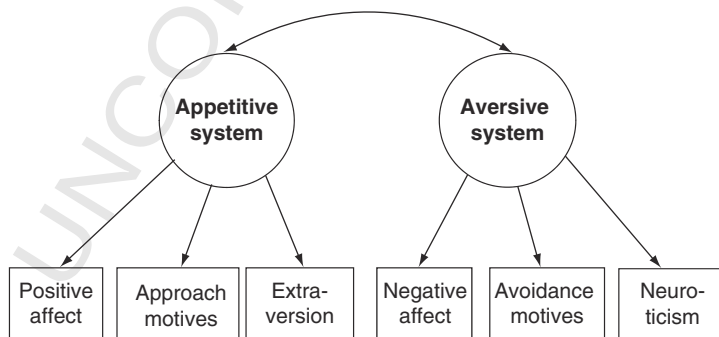 Appetitive
system
Aversive
system
Positive
affect
Approach
motives
Extra-
version
Negative
affect
Avoidance
motives
Neuro-
ticism